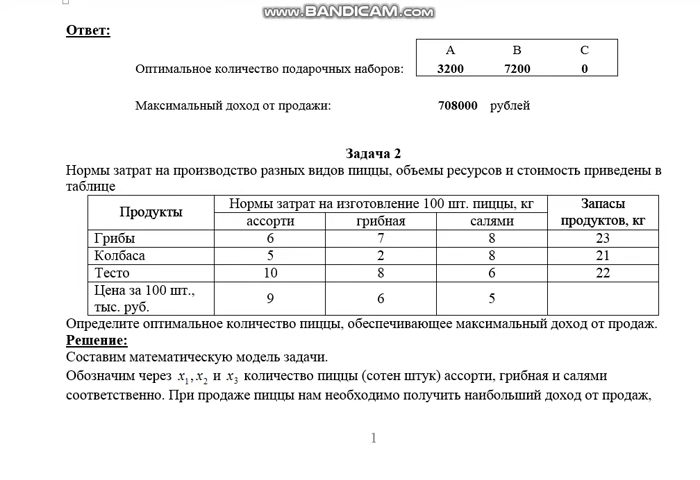 www.BANDICAM.com
Ответ:
A B C
Оптимальное количество подарочных наборов: 3200 7200 0
Максимальный доход от продажи: 708000 рублей
Задача 2
Нормы затрат на производство разных видов пиццы, объемы ресурсов и стоимость приведены в
таблице
Продукты Нормы затрат на изготовление 100 шт. пиццы, кг Запасы продуктов, кг
ассорти грибная салями
Грибы 6 7 8 23
Колбаса 5 2 8 21
Тесто 10 8 6 22
Цена за 100 шт.,
тыс. руб. 9 6 5
Определите оптимальное количество пиццы, обеспечивающее максимальный доход от продаж.
Решение:
Составим математическую модель задачи.
Обозначим через x₁, x₂ и x₃ количество пиццы (сотен штук) ассорти, грибная и салями
соответственно. При продаже пиццы нам необходимо получить наибольший доход от продаж,
1